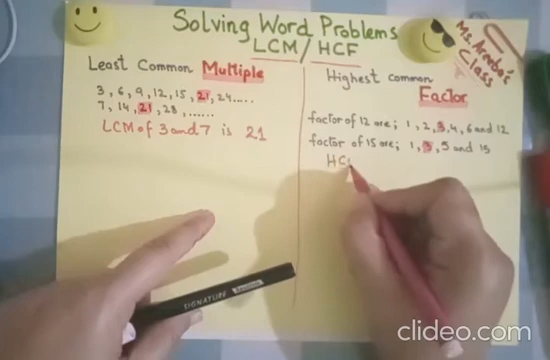 Solving Word Problems
LCM/HCF
Ms. Areeba's
Class
Least Common Multiple
3, 6, 9, 12, 15, 21, 24.....
7, 14, 21, 28, ......
LCM of 3 and 7 is 21
Highest common
Factor
factor of 12 are; 1, 2, 3, 4, 6 and 12
factor of 15 are; 1, 3, 5 and 15
HC
SIGNATURE
clideo.com